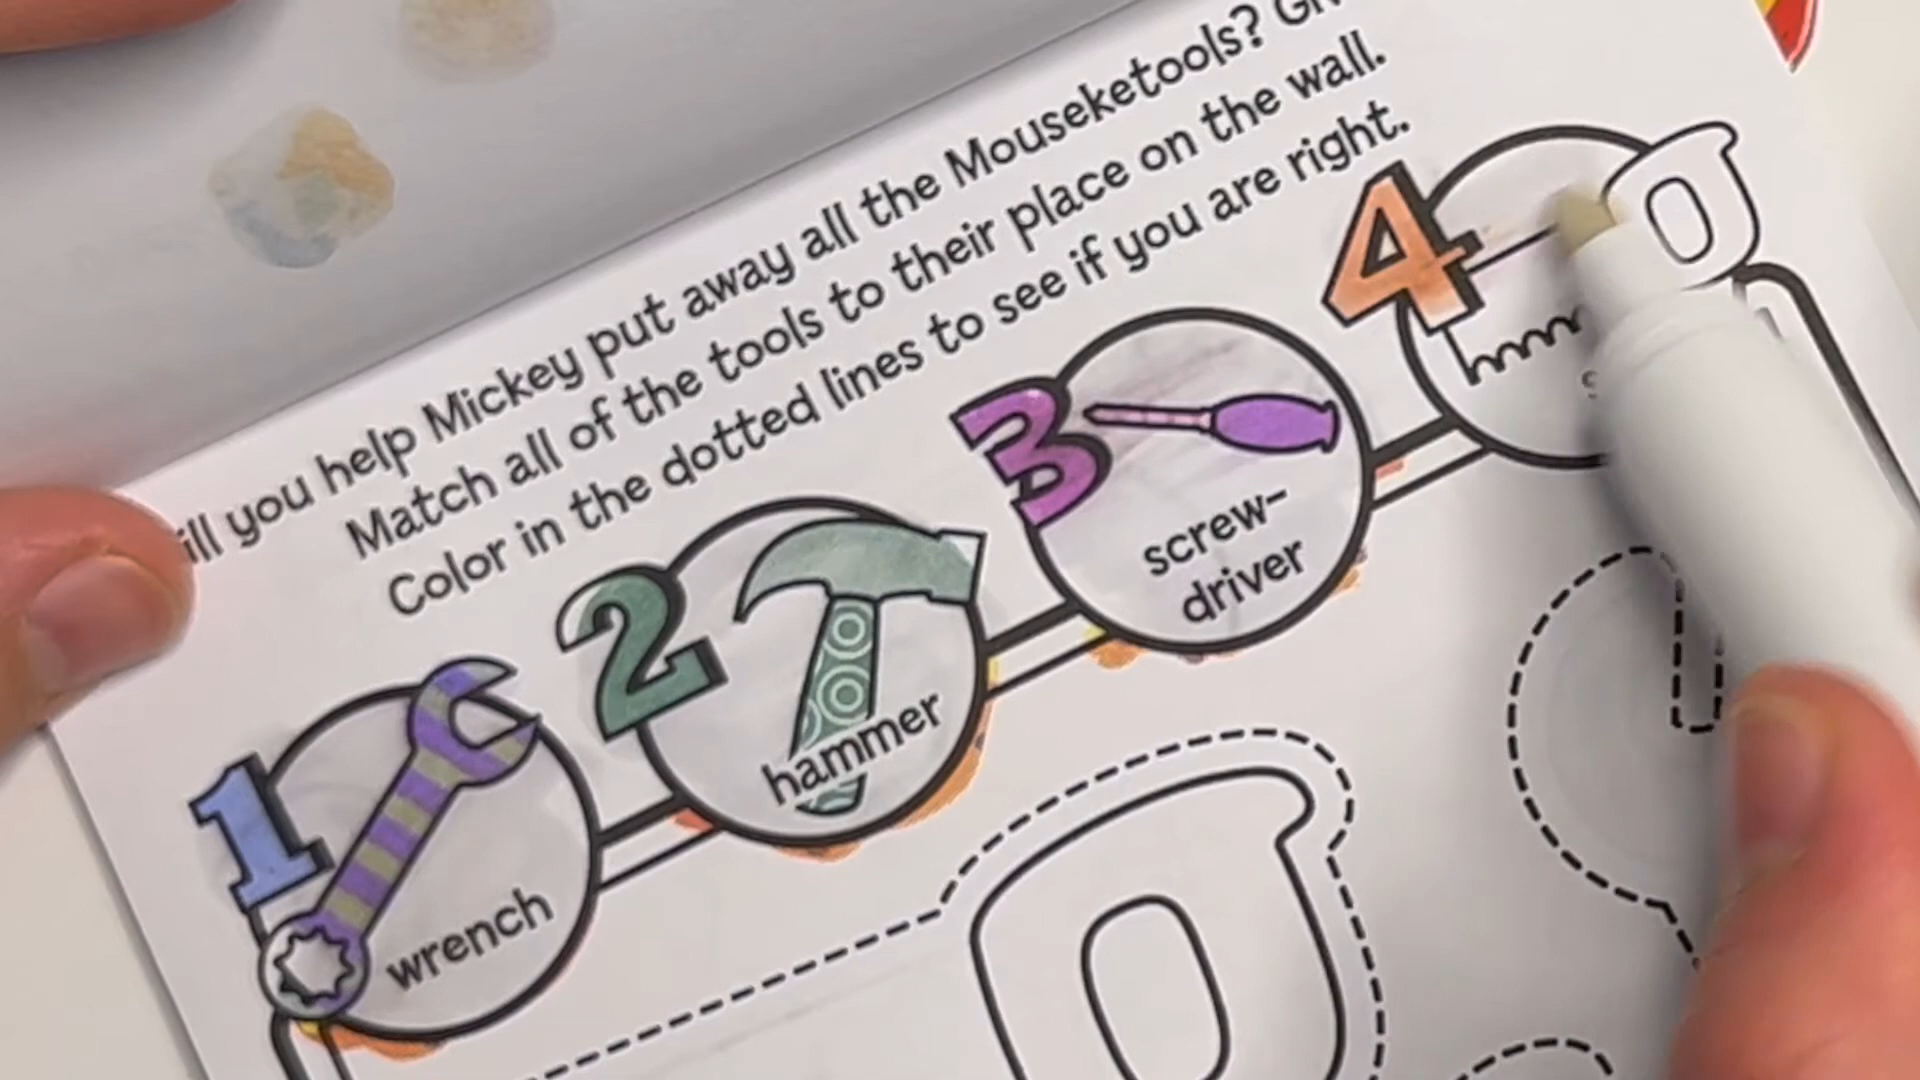 ill you help Mickey put away all the Mouseketools?
Match all of the tools to their place on the wall.
Color in the dotted lines to see if you are right.
1
wrench
2
hammer
3
screw-
driver
4